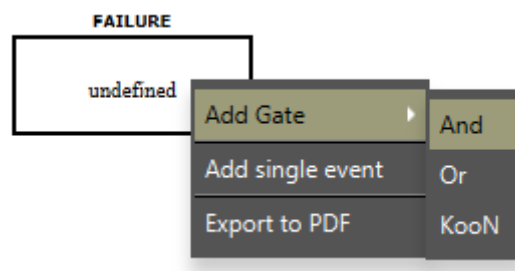 FAILURE
undefined
Add Gate
And
Add single event
Or
Export to PDF
KooN